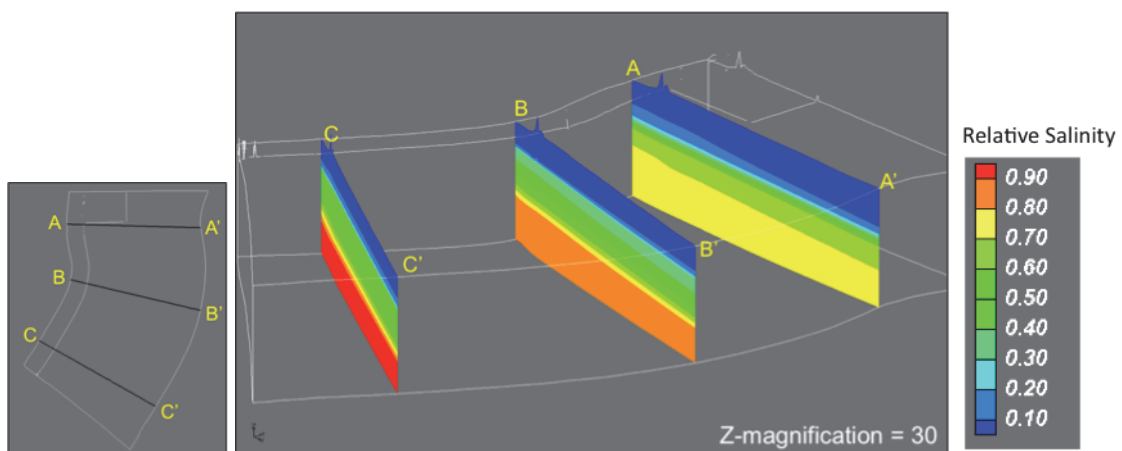 A
A'
B
B'
C
C'
A
B
C
A'
B'
C'
Z-magnification = 30
Relative Salinity
0.90
0.80
0.70
0.60
0.50
0.40
0.30
0.20
0.10